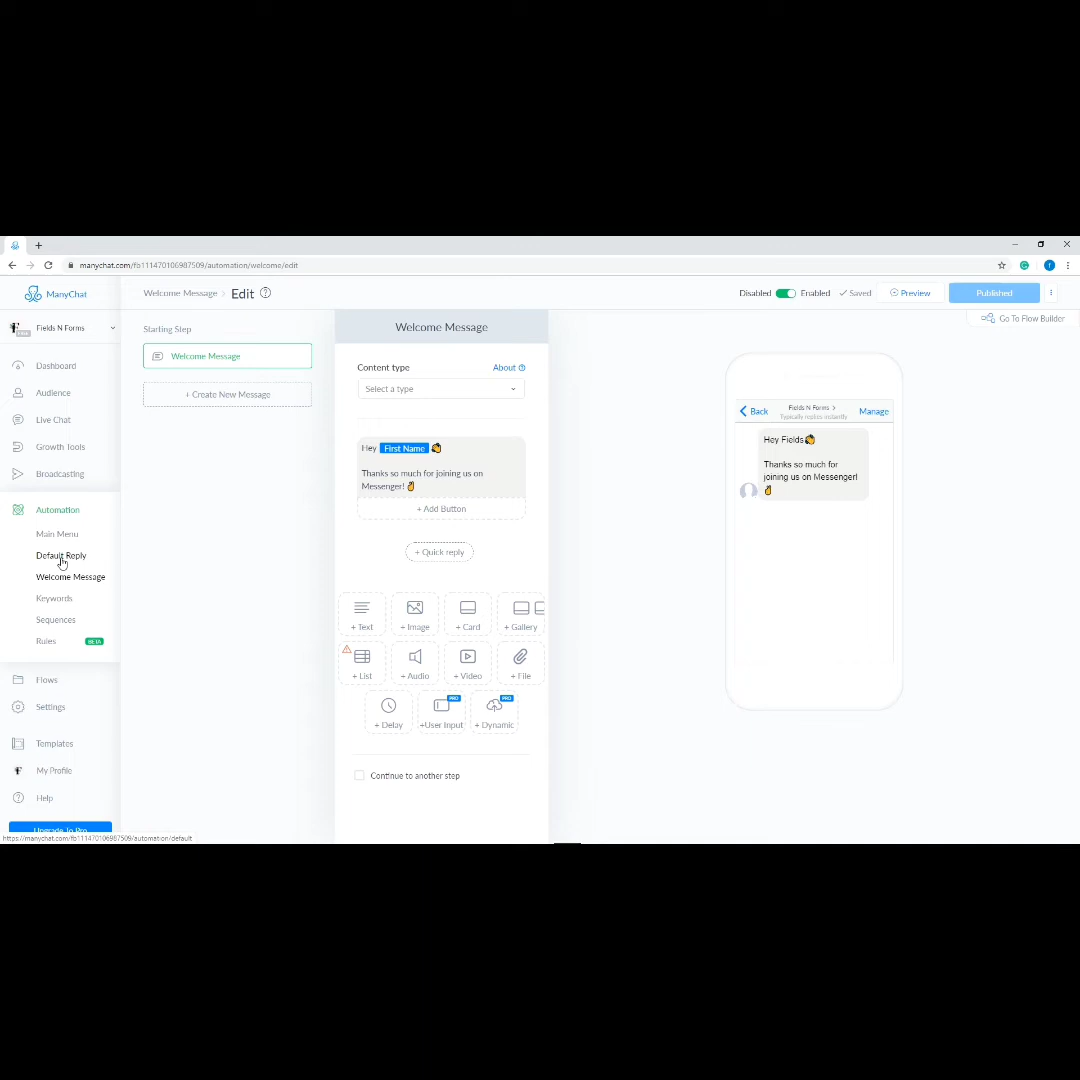 manychat.com/fb111470106987509/automation/welcome/edit
ManyChat
Welcome Message > Edit
Disabled Enabled Saved Preview Published
Go To Flow Builder
Fields N Forms
Dashboard
Audience
Live Chat
Growth Tools
Broadcasting
Automation
Main Menu
Default Reply
Welcome Message
Keywords
Sequences
Rules BETA
Flows
Settings
Templates
My Profile
Help
Upgrade To Pro
https://manychat.com/fb111470106987509/automation/default
Starting Step
Welcome Message
+ Create New Message
Welcome Message
Content type About
Select a type
Hey First Name 👏
Thanks so much for joining us on
Messenger! ✌
+ Add Button
+ Quick reply
+ Text + Image + Card + Gallery
+ List + Audio + Video + File
PRO PRO
+ Delay +User Input + Dynamic
Continue to another step
Back Fields N Forms > Manage
Typically replies instantly
Hey Fields👏
Thanks so much for
joining us on Messenger!
✌